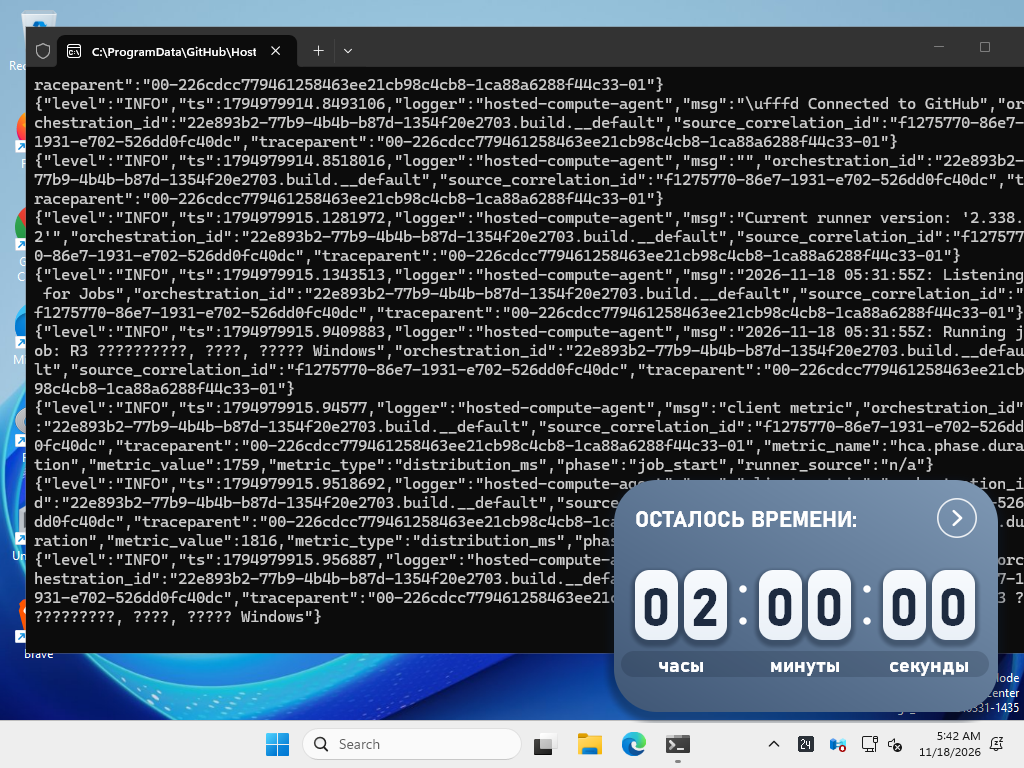 C:\ProgramData\GitHub\Host
raceparent":"00-226cdcc779461258463ee21cb98c4cb8-1ca88a6288f44c33-01"}
{"level":"INFO","ts":1794979914.8493106,"logger":"hosted-compute-agent","msg":"\ufffd Connected to GitHub","or
chestration_id":"22e893b2-77b9-4b4b-b87d-1354f20e2703.build.__default","source_correlation_id":"f1275770-86e7-
1931-e702-526dd0fc40dc","traceparent":"00-226cdcc779461258463ee21cb98c4cb8-1ca88a6288f44c33-01"}
{"level":"INFO","ts":1794979914.8518016,"logger":"hosted-compute-agent","msg":"","orchestration_id":"22e893b2-
77b9-4b4b-b87d-1354f20e2703.build.__default","source_correlation_id":"f1275770-86e7-1931-e702-526dd0fc40dc","t
raceparent":"00-226cdcc779461258463ee21cb98c4cb8-1ca88a6288f44c33-01"}
{"level":"INFO","ts":1794979915.1281972,"logger":"hosted-compute-agent","msg":"Current runner version: '2.338.
2'","orchestration_id":"22e893b2-77b9-4b4b-b87d-1354f20e2703.build.__default","source_correlation_id":"f127577
0-86e7-1931-e702-526dd0fc40dc","traceparent":"00-226cdcc779461258463ee21cb98c4cb8-1ca88a6288f44c33-01"}
{"level":"INFO","ts":1794979915.1343513,"logger":"hosted-compute-agent","msg":"2026-11-18 05:31:55Z: Listening
for Jobs","orchestration_id":"22e893b2-77b9-4b4b-b87d-1354f20e2703.build.__default","source_correlation_id":"
f1275770-86e7-1931-e702-526dd0fc40dc","traceparent":"00-226cdcc779461258463ee21cb98c4cb8-1ca88a6288f44c33-01"}
{"level":"INFO","ts":1794979915.9409883,"logger":"hosted-compute-agent","msg":"2026-11-18 05:31:55Z: Running j
ob: R3 ??????????, ????, ????? Windows","orchestration_id":"22e893b2-77b9-4b4b-b87d-1354f20e2703.build.__defau
lt","source_correlation_id":"f1275770-86e7-1931-e702-526dd0fc40dc","traceparent":"00-226cdcc779461258463ee21cb
98c4cb8-1ca88a6288f44c33-01"}
{"level":"INFO","ts":1794979915.94577,"logger":"hosted-compute-agent","msg":"client metric","orchestration_id"
:"22e893b2-77b9-4b4b-b87d-1354f20e2703.build.__default","source_correlation_id":"f1275770-86e7-1931-e702-526dd
0fc40dc","traceparent":"00-226cdcc779461258463ee21cb98c4cb8-1ca88a6288f44c33-01","metric_name":"hca.phase.dura
tion","metric_value":1759,"metric_type":"distribution_ms","phase":"job_start","runner_source":"n/a"}
{"level":"INFO","ts":1794979915.9518692,"logger":"hosted-compute-
d":"22e893b2-77b9-4b4b-b87d-1354f20e2703.build.__default","source
dd0fc40dc","traceparent":"00-226cdcc779461258463ee21cb98c4cb8-1ca
ration","metric_value":1816,"metric_type":"distribution_ms","phas
{"level":"INFO","ts":1794979915.956887,"logger":"hosted-compute-a
hestration_id":"22e893b2-77b9-4b4b-b87d-1354f20e2703.build.__defa
931-e702-526dd0fc40dc","traceparent":"00-226cdcc779461258463ee21c
?????????, ????, ????? Windows"}
ОСТАЛОСЬ ВРЕМЕНИ:
02:00:00
часы минуты секунды
Brave
Search
24
5:42 AM
11/18/2026